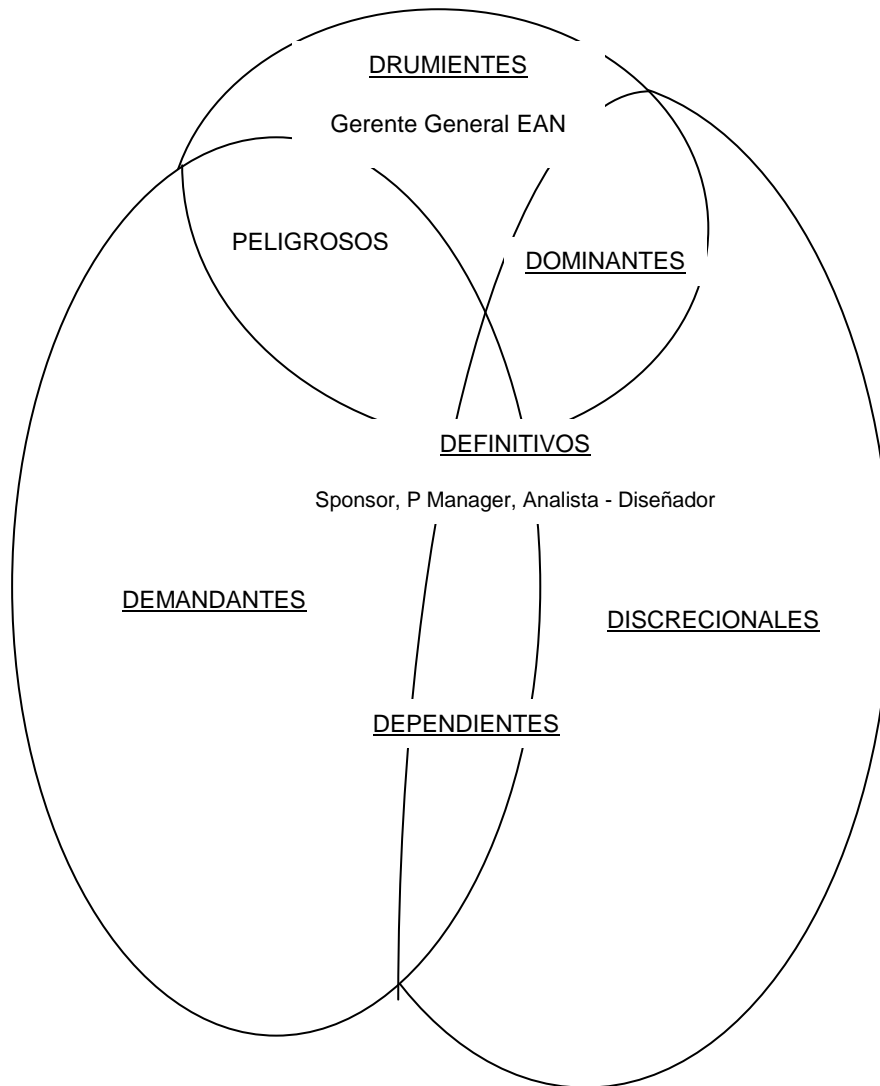 DRUMIENTES
Gerente General EAN
PELIGROSOS
DOMINANTES
DEFINITIVOS
Sponsor, P Manager, Analista - Diseñador
DEMANDANTES
DISCRECIONALES
DEPENDIENTES